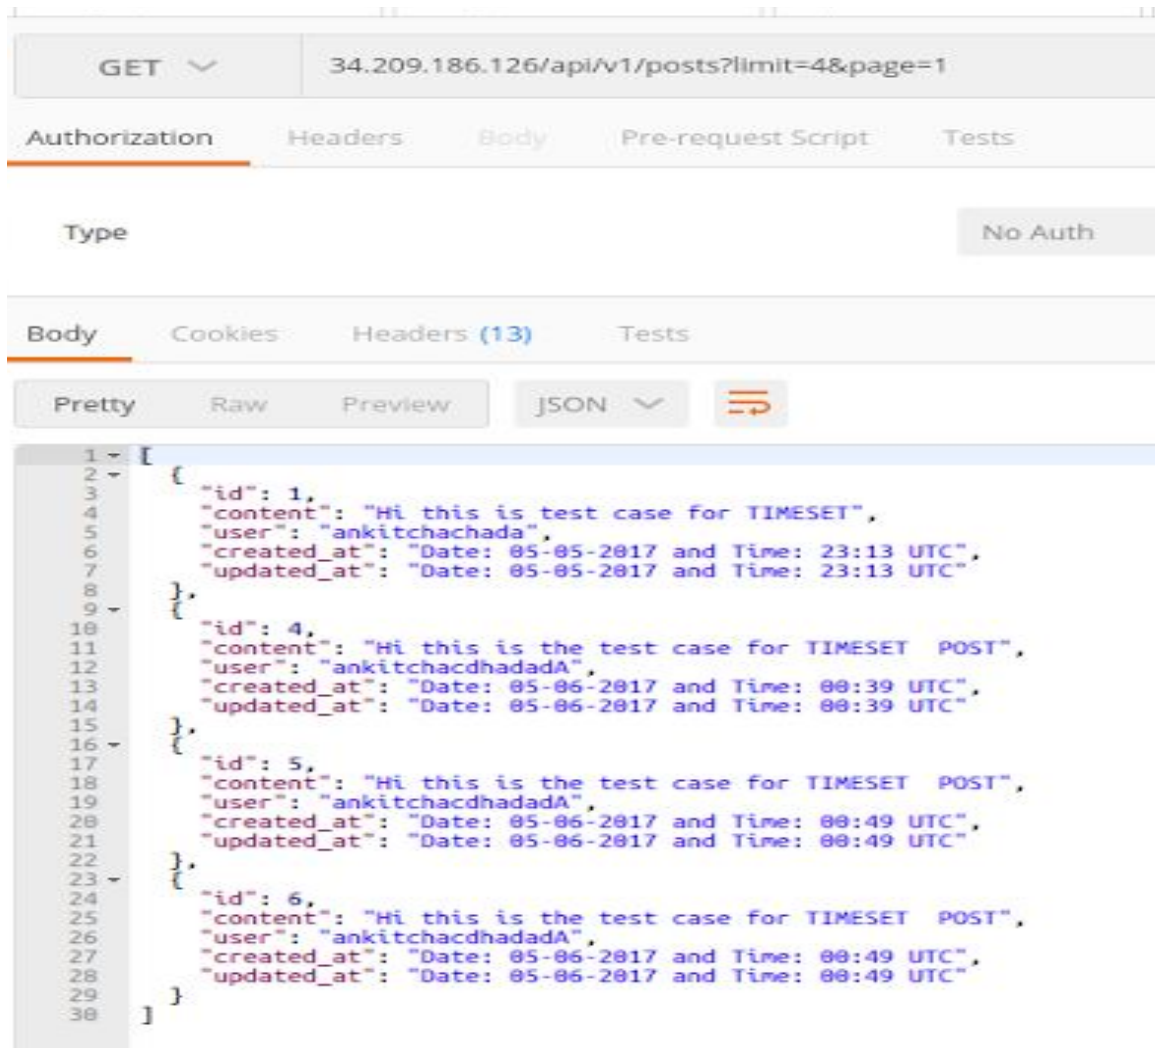 GET 34.209.186.126/api/v1/posts?limit=4&page=1
Authorization Headers Body Pre-request Script Tests
Type No Auth
Body Cookies Headers (13) Tests
Pretty Raw Preview JSON
1 [
2 {
3 "id": 1,
4 "content": "Hi this is test case for TIMESET",
5 "user": "ankitchachada",
6 "created_at": "Date: 05-05-2017 and Time: 23:13 UTC",
7 "updated_at": "Date: 05-05-2017 and Time: 23:13 UTC"
8 },
9 {
10 "id": 4,
11 "content": "Hi this is the test case for TIMESET  POST",
12 "user": "ankitchacdhadadA",
13 "created_at": "Date: 05-06-2017 and Time: 00:39 UTC",
14 "updated_at": "Date: 05-06-2017 and Time: 00:39 UTC"
15 },
16 {
17 "id": 5,
18 "content": "Hi this is the test case for TIMESET  POST",
19 "user": "ankitchacdhadadA",
20 "created_at": "Date: 05-06-2017 and Time: 00:49 UTC",
21 "updated_at": "Date: 05-06-2017 and Time: 00:49 UTC"
22 },
23 {
24 "id": 6,
25 "content": "Hi this is the test case for TIMESET  POST",
26 "user": "ankitchacdhadadA",
27 "created_at": "Date: 05-06-2017 and Time: 00:49 UTC",
28 "updated_at": "Date: 05-06-2017 and Time: 00:49 UTC"
29 }
30 ]